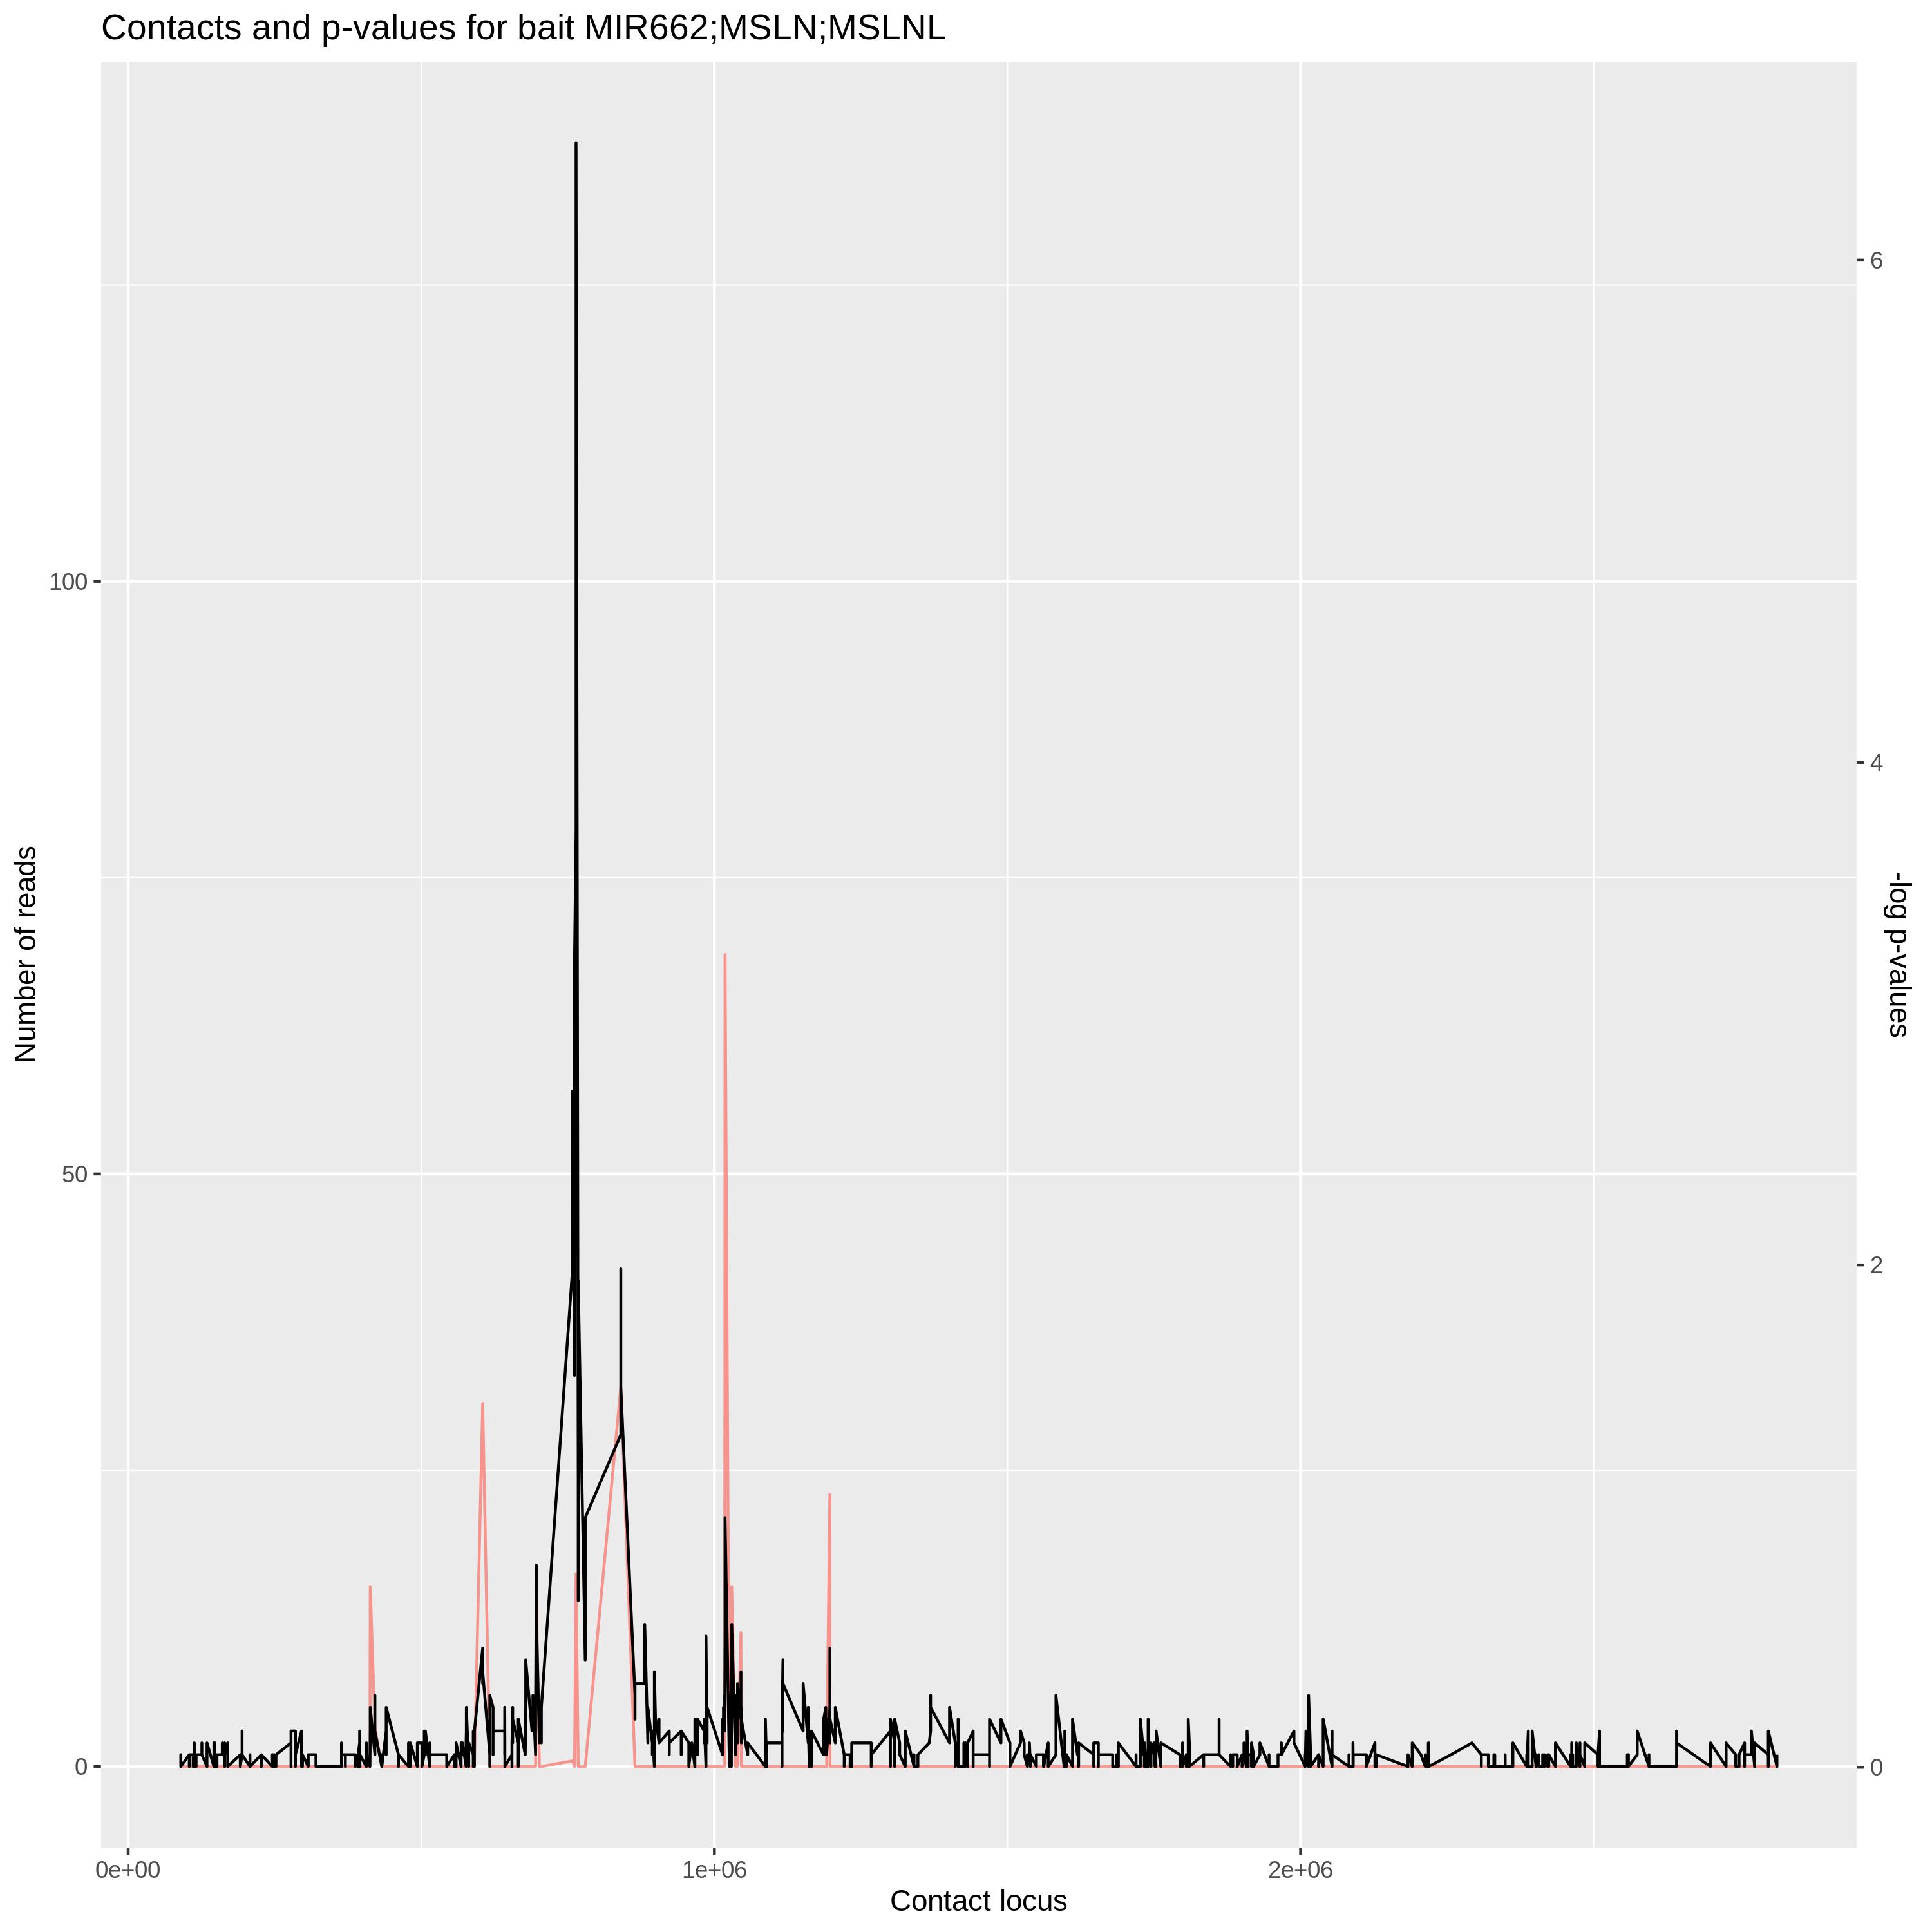 Contacts and p-values for bait MIR662;MSLN;MSLNL
Number of reads
100
50
0
6
4
2
0
-log p-values
0e+00
1e+06
2e+06
Contact locus